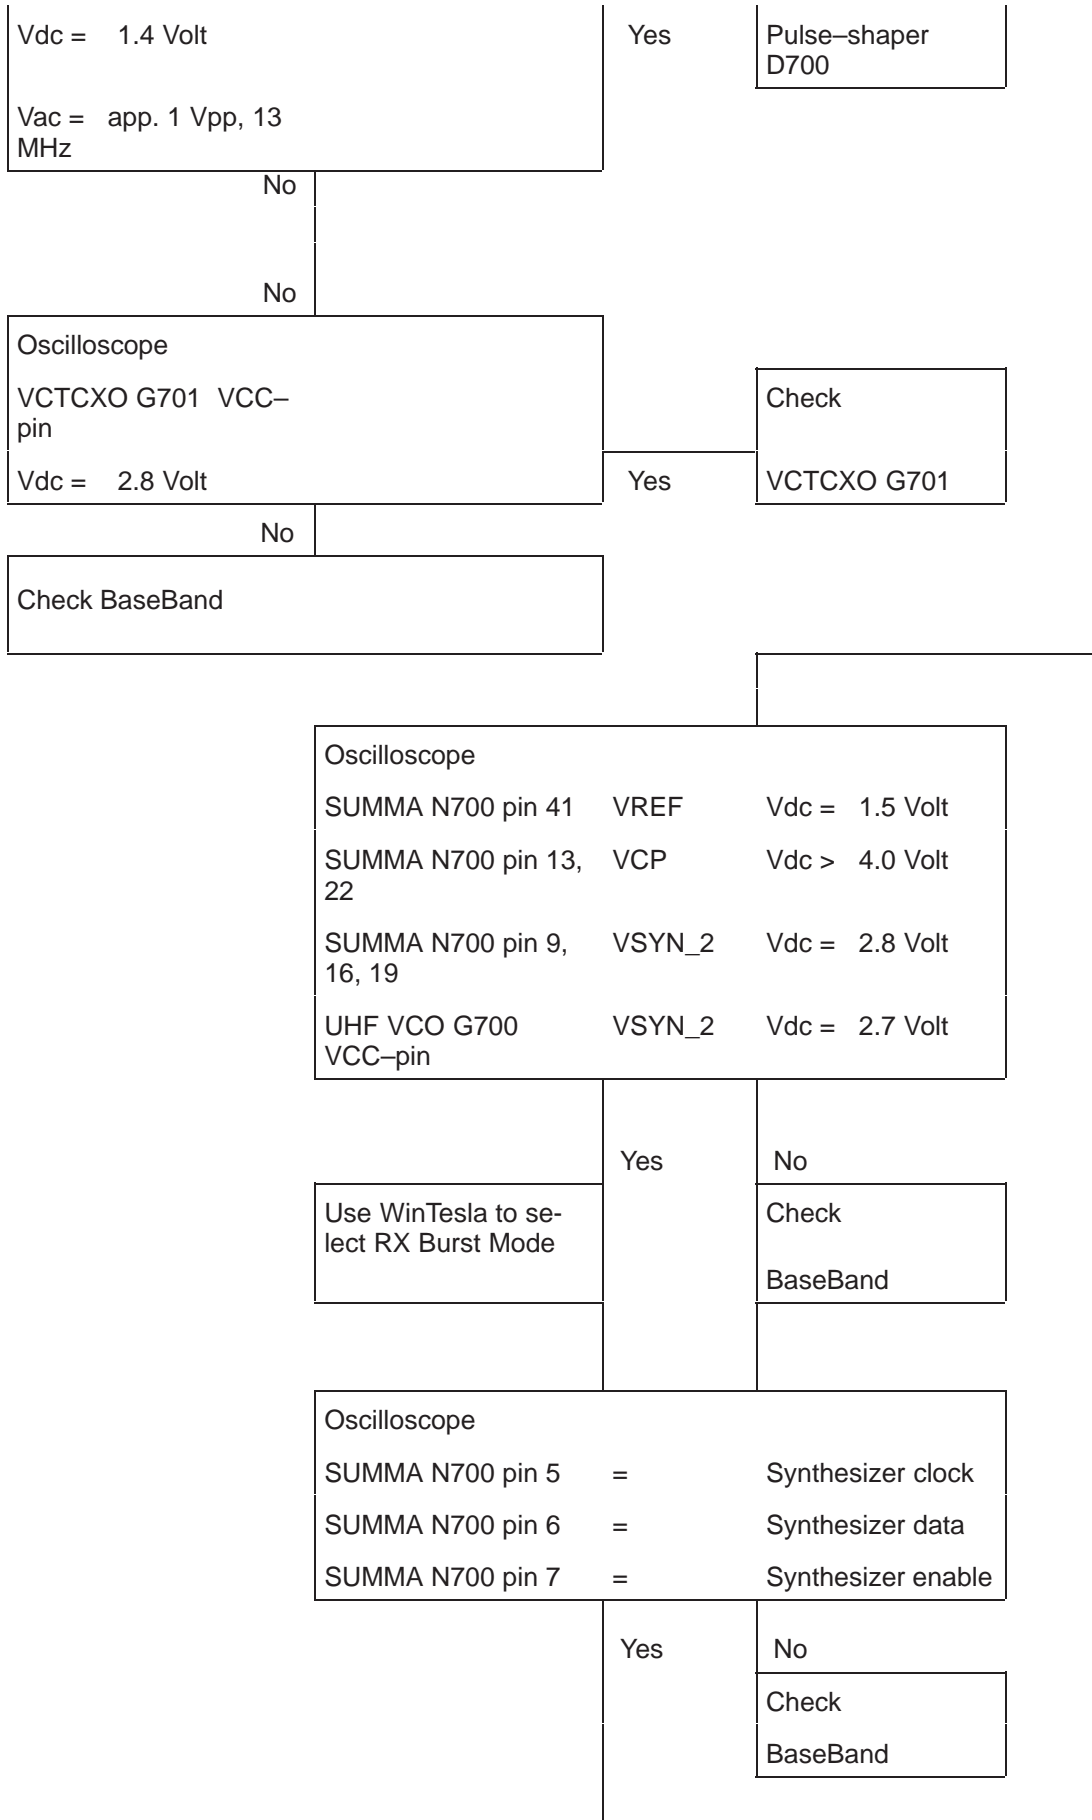 Vdc = 1.4 Volt
Yes
Pulse–shaper
D700
Vac = app. 1 Vpp, 13
MHz
No
No
Oscilloscope
VCTCXO G701 VCC–
pin
Vdc = 2.8 Volt
Yes
Check
VCTCXO G701
No
Check BaseBand
Oscilloscope
SUMMA N700 pin 41 VREF Vdc = 1.5 Volt
SUMMA N700 pin 13, VCP Vdc > 4.0 Volt
22
SUMMA N700 pin 9, VSYN_2 Vdc = 2.8 Volt
16, 19
UHF VCO G700 VSYN_2 Vdc = 2.7 Volt
VCC–pin
Yes
No
Use WinTesla to se-
lect RX Burst Mode
Check
BaseBand
Oscilloscope
SUMMA N700 pin 5 = Synthesizer clock
SUMMA N700 pin 6 = Synthesizer data
SUMMA N700 pin 7 = Synthesizer enable
Yes
No
Check
BaseBand